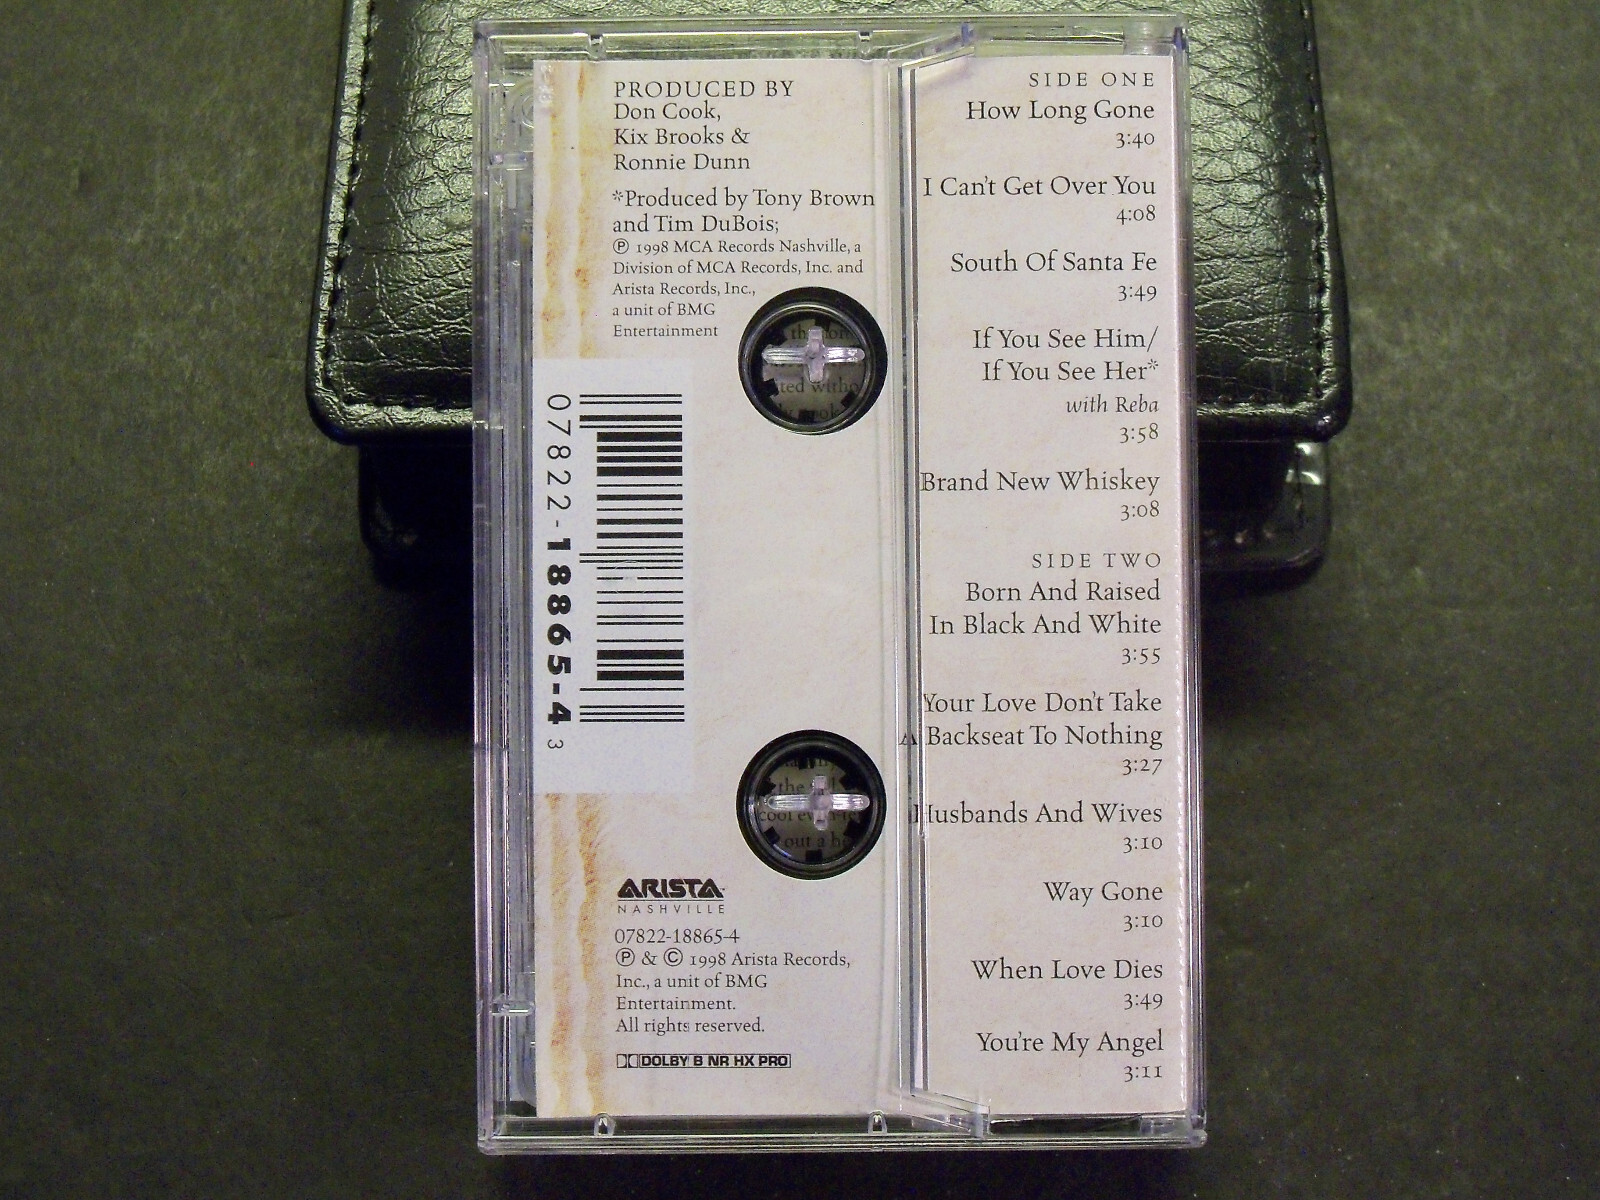 PRODUCED BY
Don Cook,
Kix Brooks &
Ronnie Dunn
*Produced by Tony Brown
and Tim DuBois;
℗ 1998 MCA Records Nashville, a
Division of MCA Records, Inc. and
Arista Records, Inc.,
a unit of BMG
Entertainment
07822-18865-4 3
ARISTA
NASHVILLE
07822-18865-4
℗ & © 1998 Arista Records,
Inc., a unit of BMG
Entertainment.
All rights reserved.
DOLBY B NR HX PRO
SIDE ONE
How Long Gone
3:40
I Can't Get Over You
4:08
South Of Santa Fe
3:49
If You See Him/
If You See Her*
with Reba
3:58
Brand New Whiskey
3:08
SIDE TWO
Born And Raised
In Black And White
3:55
Your Love Don't Take
A Backseat To Nothing
3:27
Husbands And Wives
3:10
Way Gone
3:10
When Love Dies
3:49
You're My Angel
3:11
the
out a